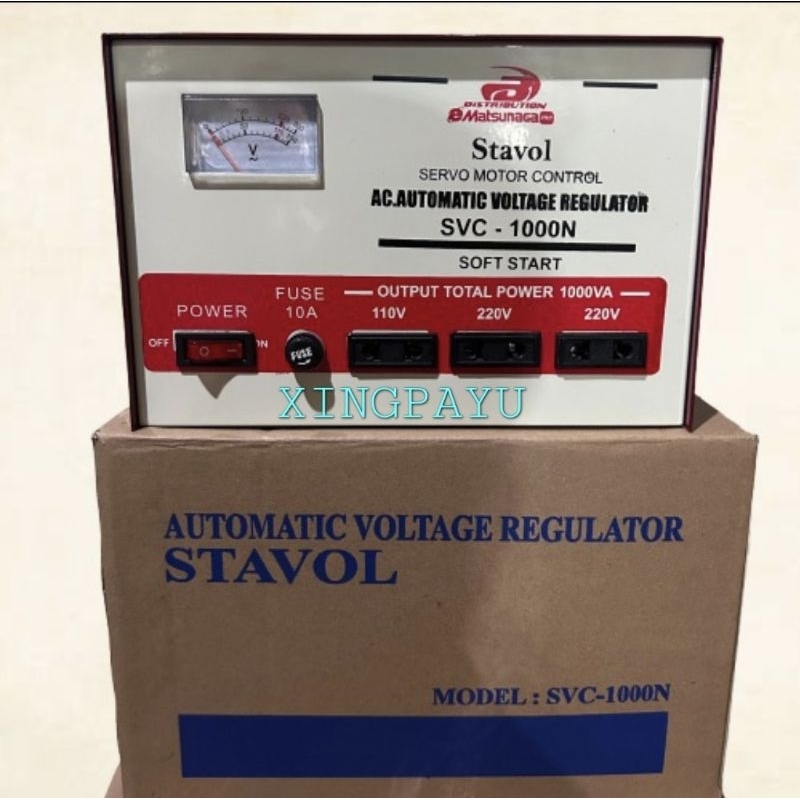 V
DISTRIBUTION
Matsunaga
Stavol
SERVO MOTOR CONTROL
AC.AUTOMATIC VOLTAGE REGULATOR
SVC - 1000N
SOFT START
OUTPUT TOTAL POWER 1000VA
POWER
FUSE
10A
110V
220V
220V
OFF
ON
FUSE
XINGPAYU
AUTOMATIC VOLTAGE REGULATOR
STAVOL
MODEL : SVC-1000N